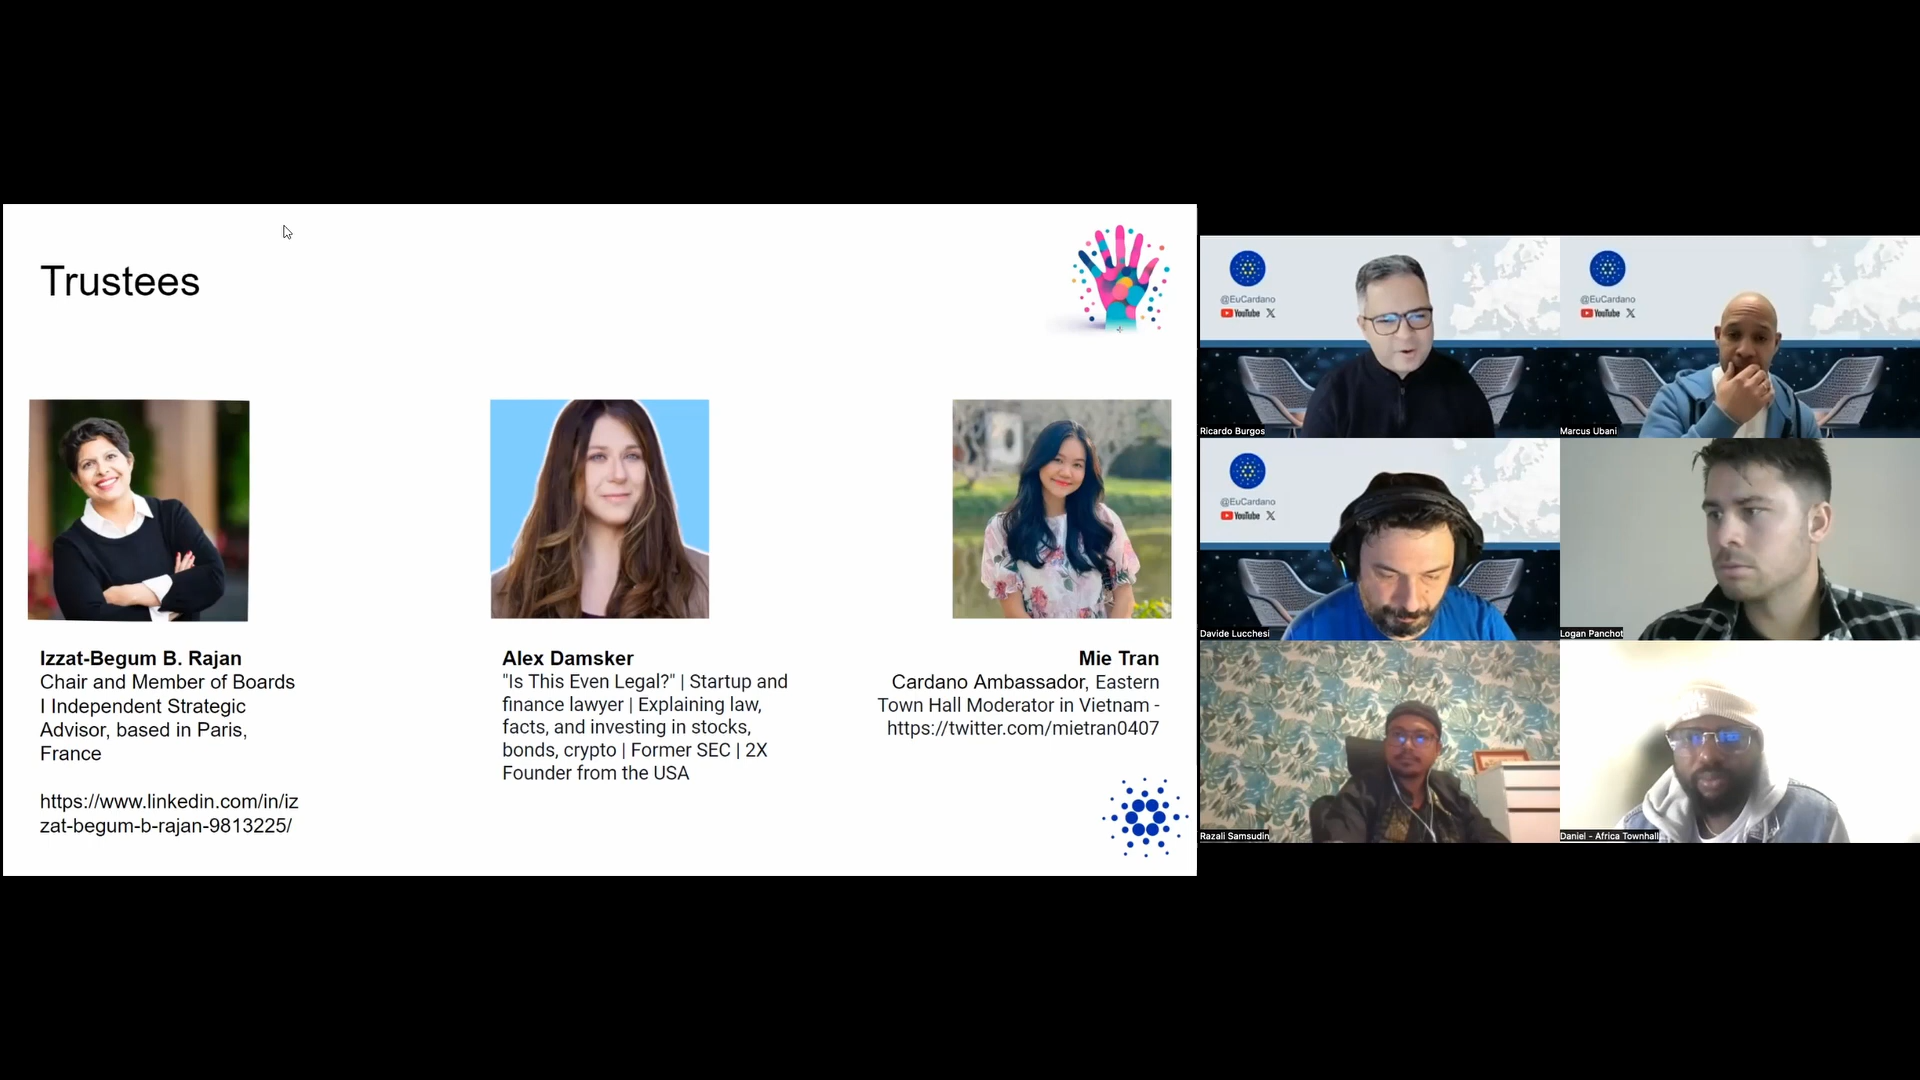 Trustees
Izzat-Begum B. Rajan
Chair and Member of Boards
I Independent Strategic
Advisor, based in Paris,
France
https://www.linkedin.com/in/iz
zat-begum-b-rajan-9813225/
Alex Damsker
"Is This Even Legal?" | Startup and
finance lawyer | Explaining law,
facts, and investing in stocks,
bonds, crypto | Former SEC | 2X
Founder from the USA
Mie Tran
Cardano Ambassador, Eastern
Town Hall Moderator in Vietnam -
https://twitter.com/mietran0407
@EuCardano
YouTube X
Ricardo Burgos
@EuCardano
YouTube X
Marcus Ubani
@EuCardano
YouTube X
Davide Lucchesi
Logan Panchot
Razali Samsudin
Daniel - Africa Townhall